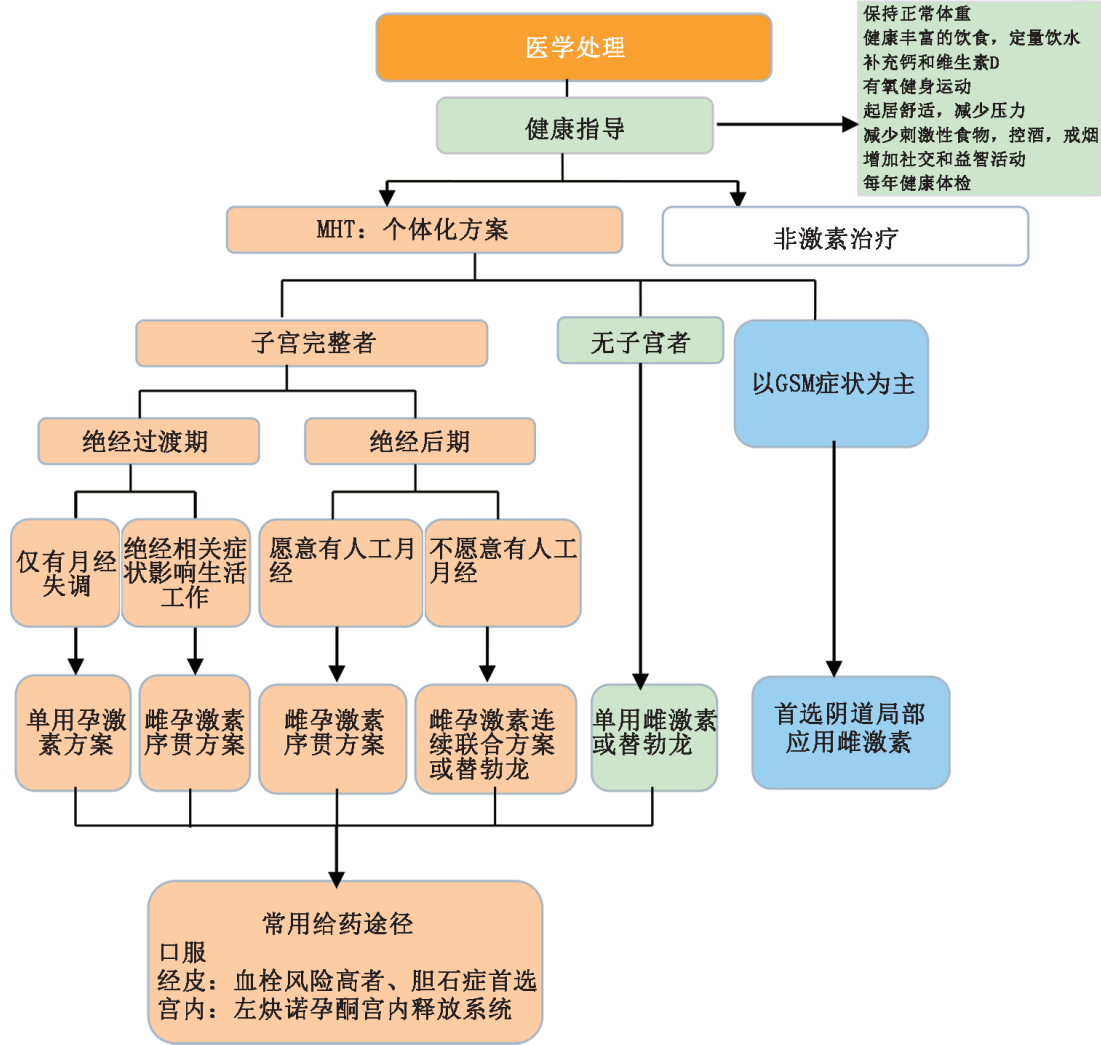 医学处理
健康指导
保持正常体重
健康丰富的饮食，定量饮水
补充钙和维生素D
有氧健身运动
起居舒适，减少压力
减少刺激性食物，控酒，戒烟
增加社交和益智活动
每年健康体检
MHT：个体化方案
非激素治疗
子宫完整者
无子宫者
以GSM症状为主
绝经过渡期
绝经后期
仅有月经
失调
绝经相关症
状影响生活
工作
愿意有人工月
经
不愿意有人工
月经
单用孕激
素方案
雌孕激素
序贯方案
雌孕激素
序贯方案
雌孕激素连
续联合方案
或替勃龙
单用雌激素
或替勃龙
首选阴道局部
应用雌激素
常用给药途径
口服
经皮：血栓风险高者、胆石症首选
宫内：左炔诺孕酮宫内释放系统